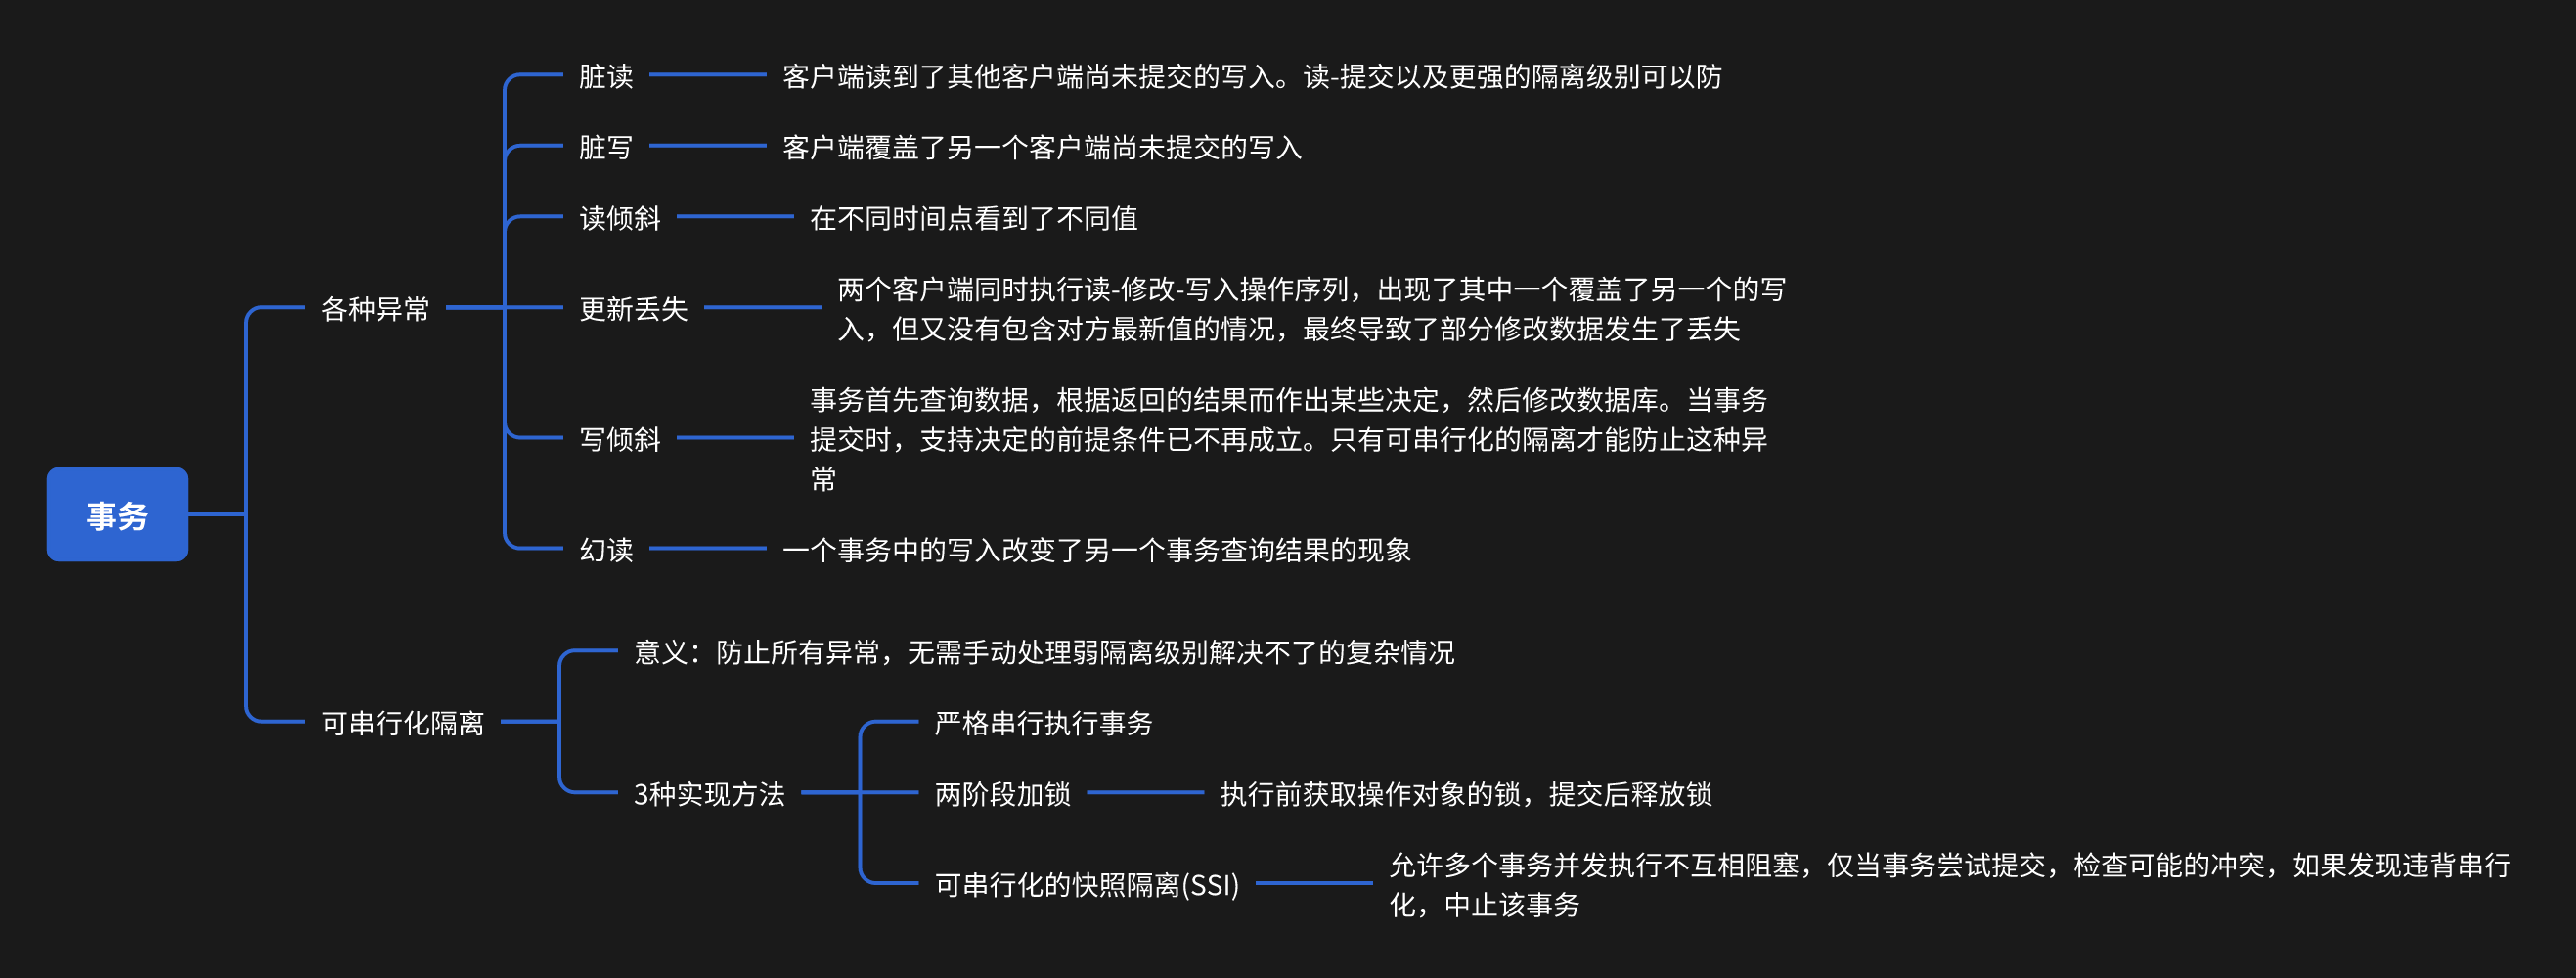 脏读
客户端读到了其他客户端尚未提交的写入。读-提交以及更强的隔离级别可以防
脏写
客户端覆盖了另一个客户端尚未提交的写入
读倾斜
在不同时间点看到了不同值
各种异常
更新丢失
两个客户端同时执行读-修改-写入操作序列，出现了其中一个覆盖了另一个的写
入，但又没有包含对方最新值的情况，最终导致了部分修改数据发生了丢失
写倾斜
事务首先查询数据，根据返回的结果而作出某些决定，然后修改数据库。当事务
提交时，支持决定的前提条件已不再成立。只有可串行化的隔离才能防止这种异
常
事务
幻读
一个事务中的写入改变了另一个事务查询结果的现象
意义：防止所有异常，无需手动处理弱隔离级别解决不了的复杂情况
可串行化隔离
严格串行执行事务
3种实现方法
两阶段加锁
执行前获取操作对象的锁，提交后释放锁
可串行化的快照隔离(SSI)
允许多个事务并发执行不互相阻塞，仅当事务尝试提交，检查可能的冲突，如果发现违背串行
化，中止该事务